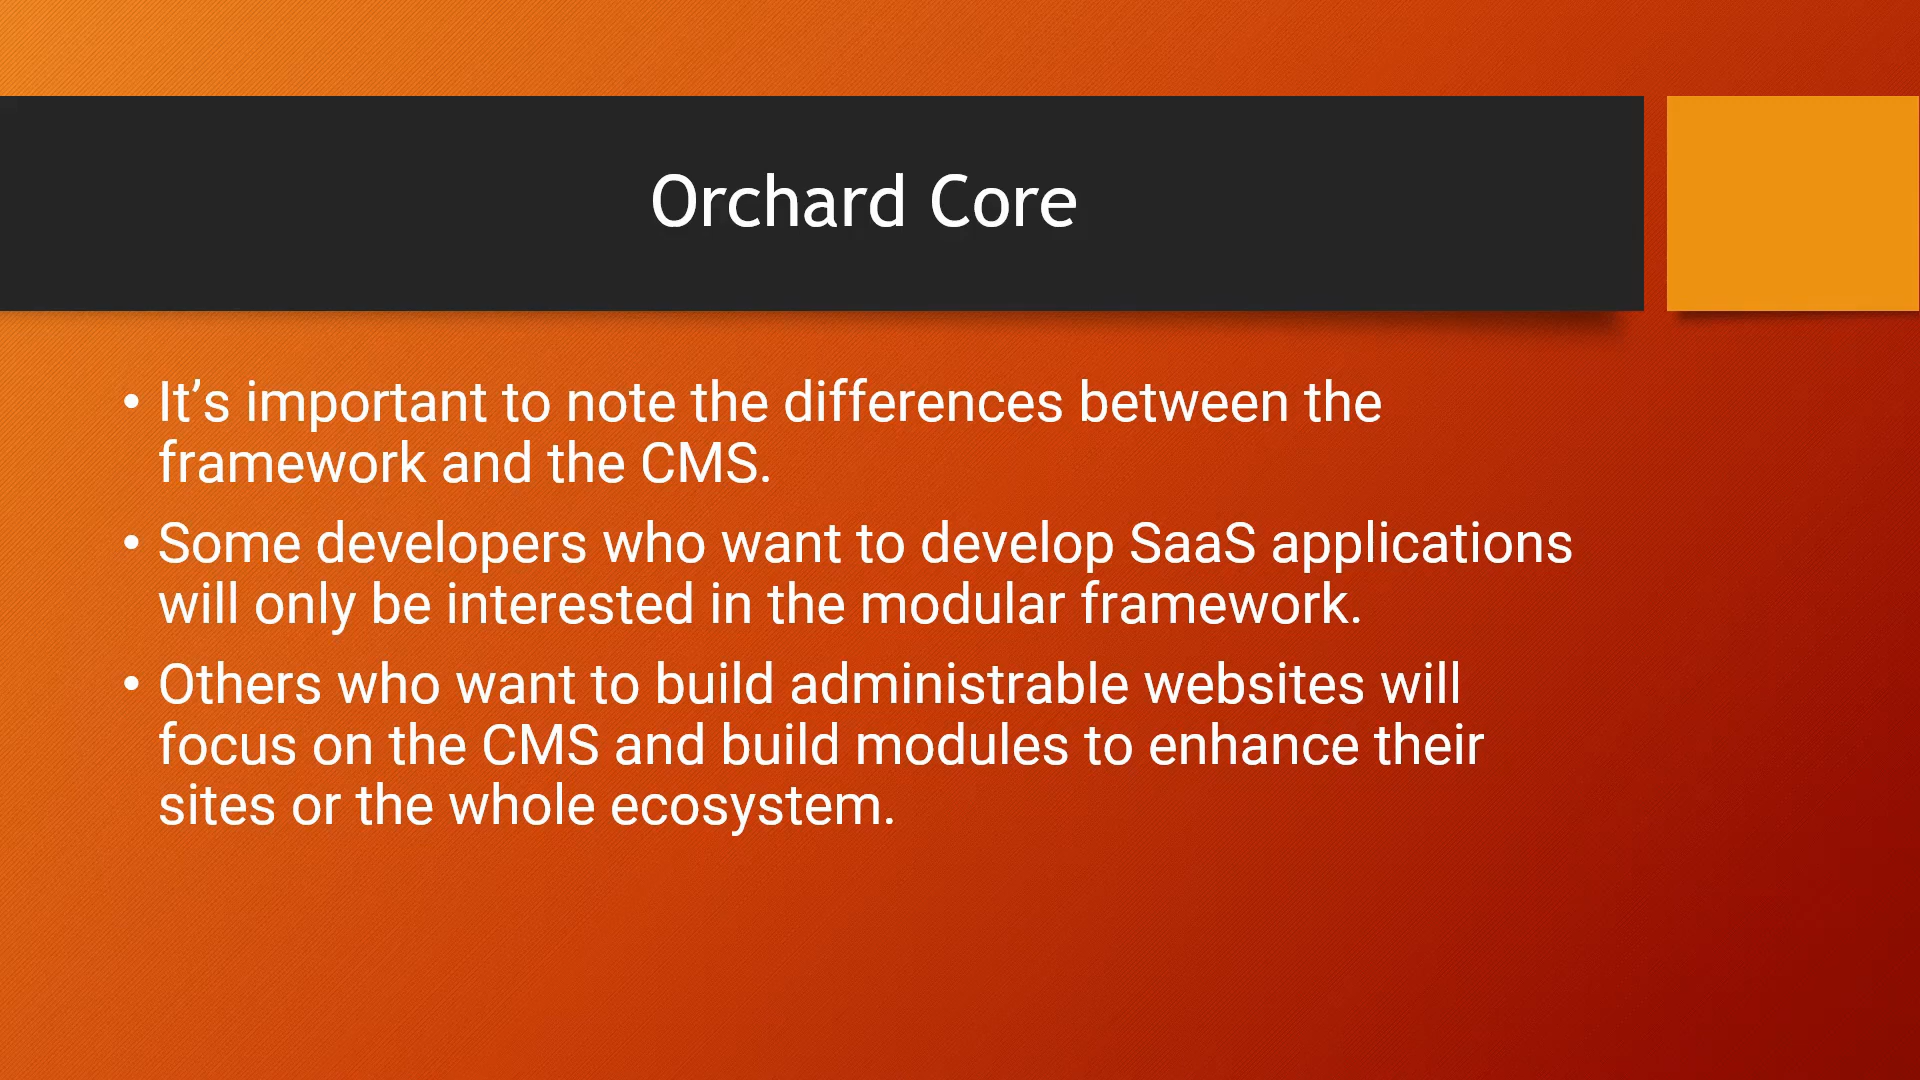 Orchard Core
• It’s important to note the differences between the
framework and the CMS.
• Some developers who want to develop SaaS applications
will only be interested in the modular framework.
• Others who want to build administrable websites will
focus on the CMS and build modules to enhance their
sites or the whole ecosystem.